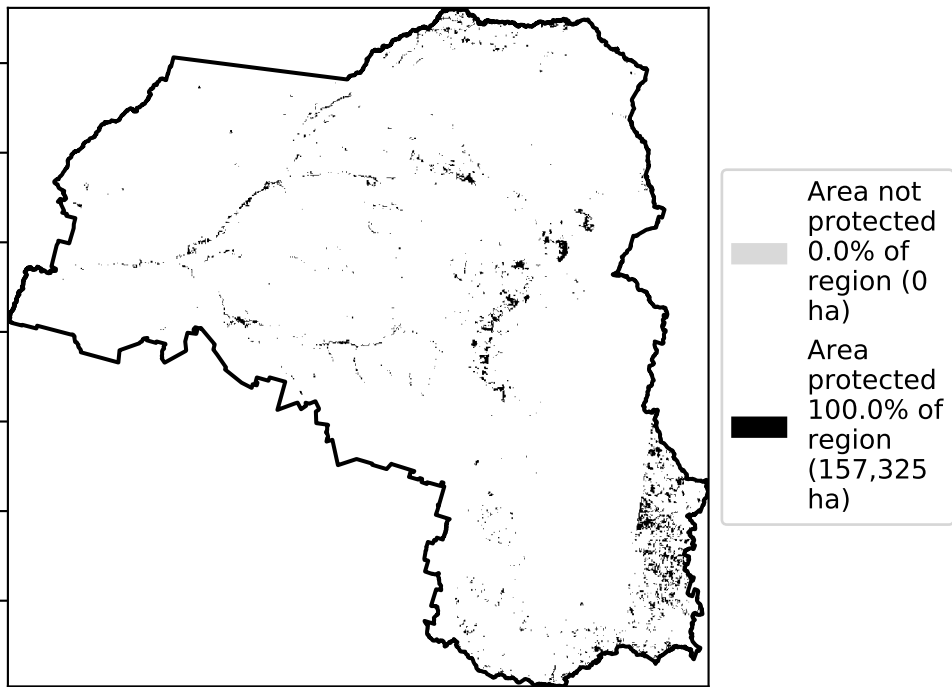 Area not
protected
0.0% of
region (0
ha)
Area
protected
100.0% of
region
(157,325
ha)